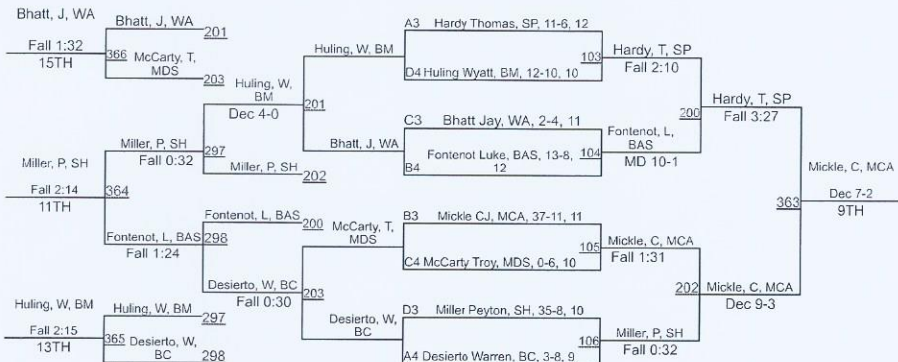 Bhatt, J, WA
Fall 1:32
15TH
Bhatt, J, WA
201
366
McCarty, T,
MDS
203
Miller, P, SH
Fall 2:14
11TH
364
Miller, P, SH
Fall 0:32
297
Huling, W,
BM
Dec 4-0
201
Miller, P, SH
202
Huling, W, BM
Bhatt, J, WA
Fontenot, L, BAS
Fall 1:24
298
Fontenot, L, BAS
200
Desierto, W, BC
Fall 0:30
203
McCarty, T,
MDS
Desierto, W,
BC
Huling, W, BM
Fall 2:15
13TH
Huling, W, BM
297
365
Desierto, W,
BC
298
A3 Hardy Thomas, SP, 11-6, 12
103
D4 Huling Wyatt, BM, 12-10, 10
Hardy, T, SP
Fall 2:10
C3 Bhatt Jay, WA, 2-4, 11
104
B4 Fontenot Luke, BAS, 13-8,
12
Fontenot, L,
BAS
MD 10-1
200
Hardy, T, SP
Fall 3:27
B3 Mickle CJ, MCA, 37-11, 11
105
C4 McCarty Troy, MDS, 0-6, 10
Mickle, C, MCA
Fall 1:31
D3 Miller Peyton, SH, 35-8, 10
106
A4 Desierto Warren, BC, 3-8, 9
Miller, P, SH
Fall 0:32
202
Mickle, C, MCA
Dec 9-3
363
Mickle, C, MCA
Dec 7-2
9TH